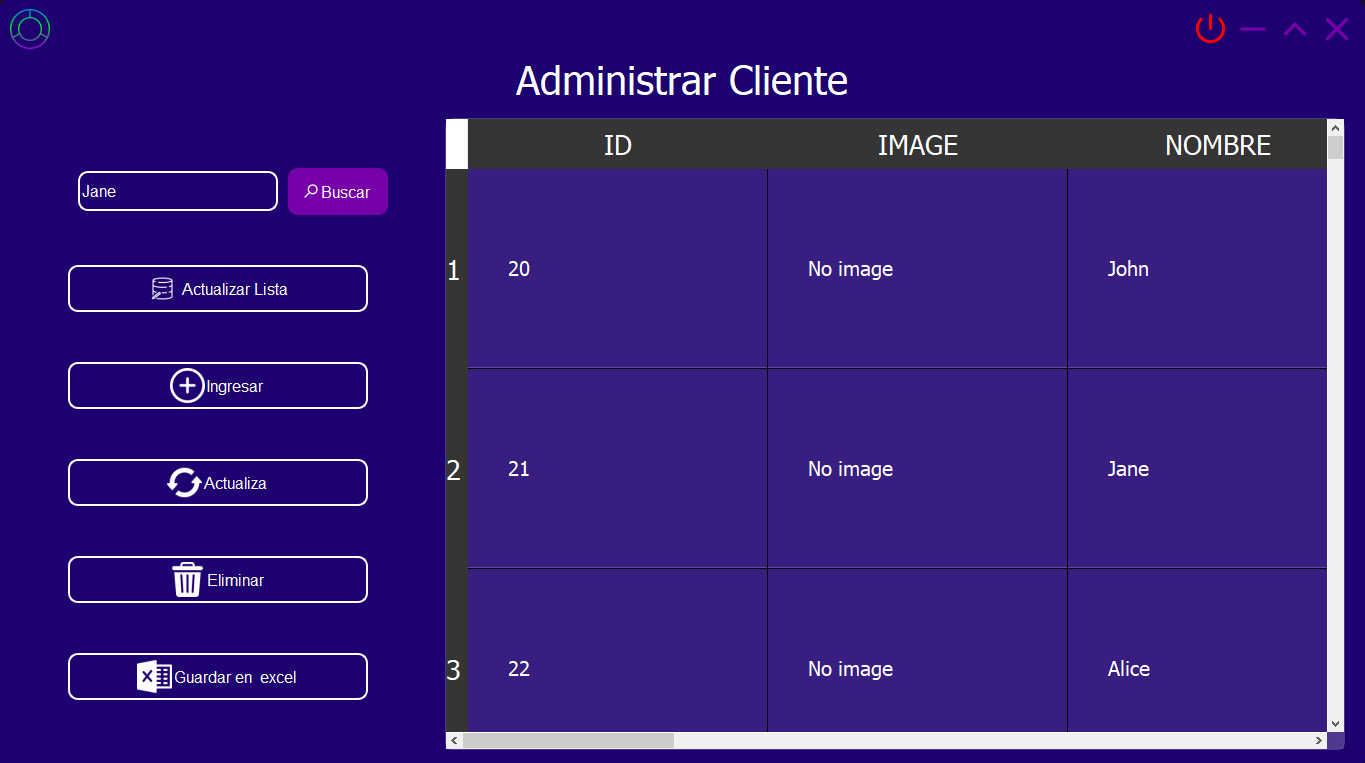 Administrar Cliente
Jane
Buscar
Actualizar Lista
Ingresar
Actualiza
Eliminar
Guardar en excel
ID IMAGE NOMBRE
1 20 No image John
2 21 No image Jane
3 22 No image Alice